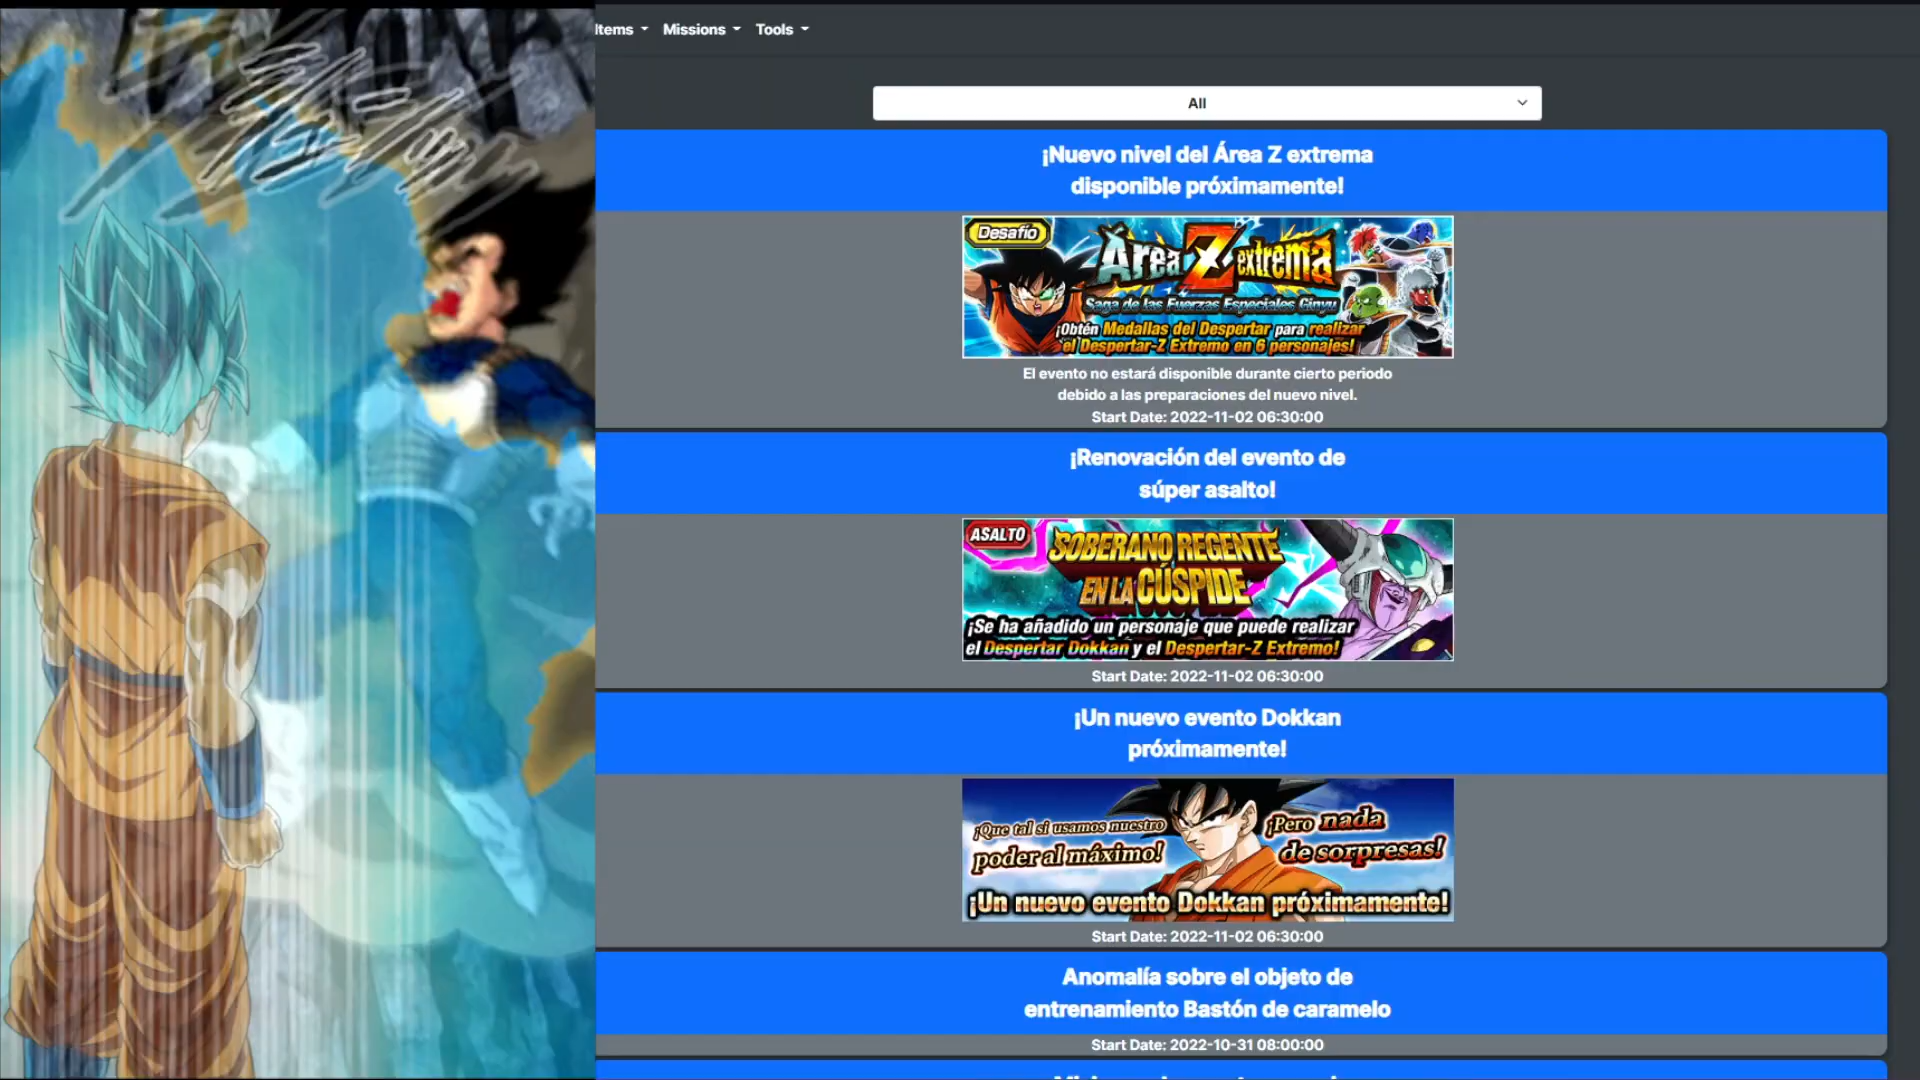 Items
Missions
Tools
All
¡Nuevo nivel del Área Z extrema
disponible próximamente!
Desafío
Área Z extrema
Saga de las Fuerzas Especiales Ginyu
¡Obtén Medallas del Despertar para realizar
el Despertar-Z Extremo en 6 personajes!
El evento no estará disponible durante cierto periodo
debido a las preparaciones del nuevo nivel.
Start Date: 2022-11-02 06:30:00
¡Renovación del evento de
súper asalto!
ASALTO
SOBERANO REGENTE
EN LA CÚSPIDE
¡Se ha añadido un personaje que puede realizar
el Despertar Dokkan y el Despertar-Z Extremo!
Start Date: 2022-11-02 06:30:00
¡Un nuevo evento Dokkan
próximamente!
¡Que tal si usamos nuestro
poder al máximo!
¡Pero nada
de sorpresas!
¡Un nuevo evento Dokkan próximamente!
Start Date: 2022-11-02 06:30:00
Anomalía sobre el objeto de
entrenamiento Bastón de caramelo
Start Date: 2022-10-31 08:00:00